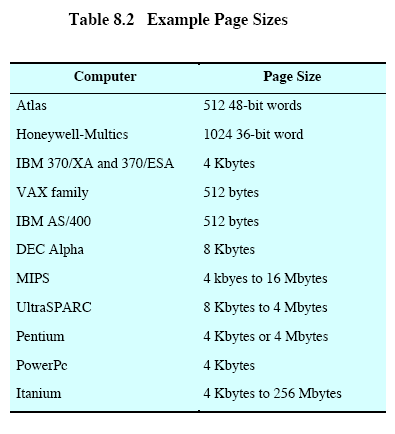 Table 8.2 Example Page Sizes
Computer Page Size
Atlas 512 48-bit words
Honeywell-Multics 1024 36-bit word
IBM 370/XA and 370/ESA 4 Kbytes
VAX family 512 bytes
IBM AS/400 512 bytes
DEC Alpha 8 Kbytes
MIPS 4 kbyes to 16 Mbytes
UltraSPARC 8 Kbytes to 4 Mbytes
Pentium 4 Kbytes or 4 Mbytes
PowerPc 4 Kbytes
Itanium 4 Kbytes to 256 Mbytes